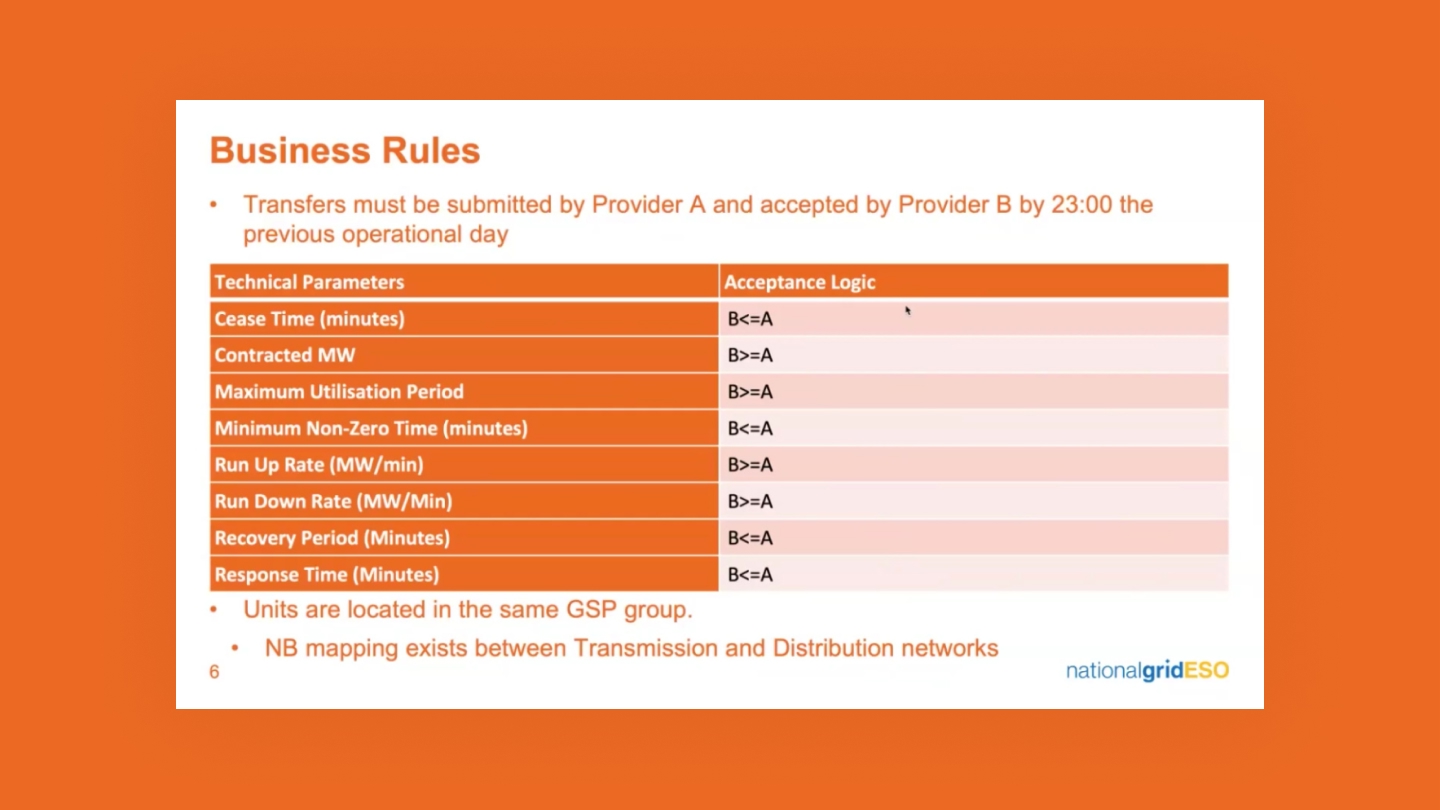 Business Rules
• Transfers must be submitted by Provider A and accepted by Provider B by 23:00 the
previous operational day
Technical Parameters Acceptance Logic
Cease Time (minutes) B<=A
Contracted MW B>=A
Maximum Utilisation Period B>=A
Minimum Non-Zero Time (minutes) B<=A
Run Up Rate (MW/min) B>=A
Run Down Rate (MW/Min) B>=A
Recovery Period (Minutes) B<=A
Response Time (Minutes) B<=A
• Units are located in the same GSP group.
• NB mapping exists between Transmission and Distribution networks
6
nationalgridESO